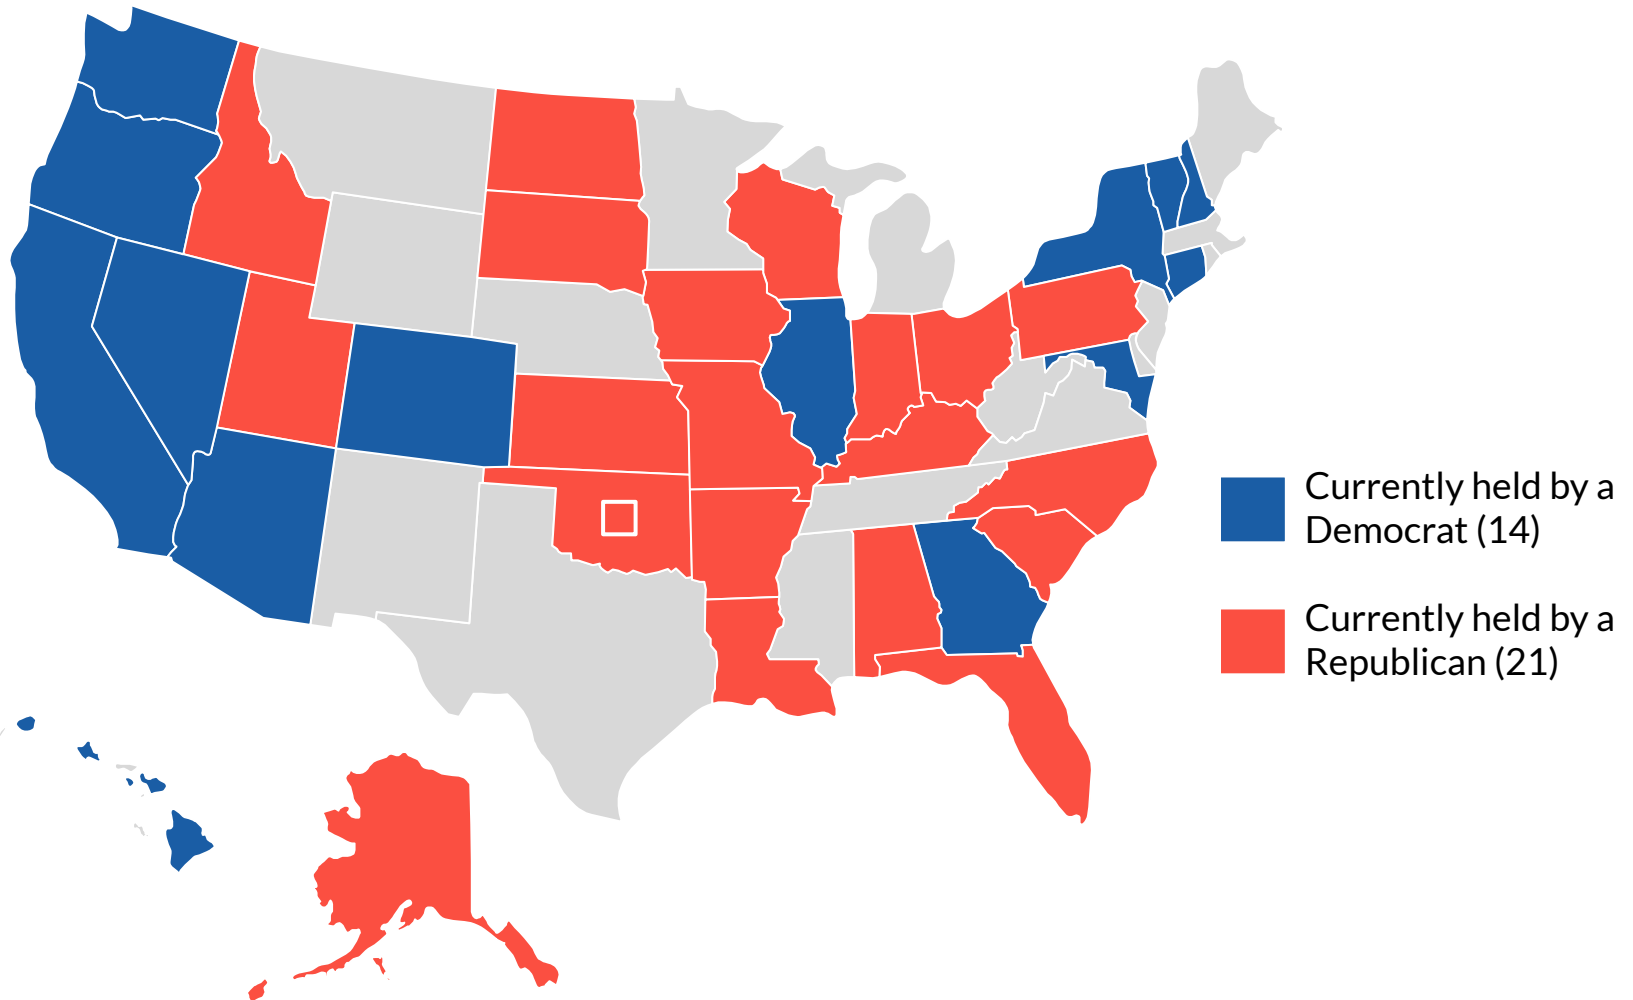 Currently held by a
Democrat (14)
Currently held by a
Republican (21)